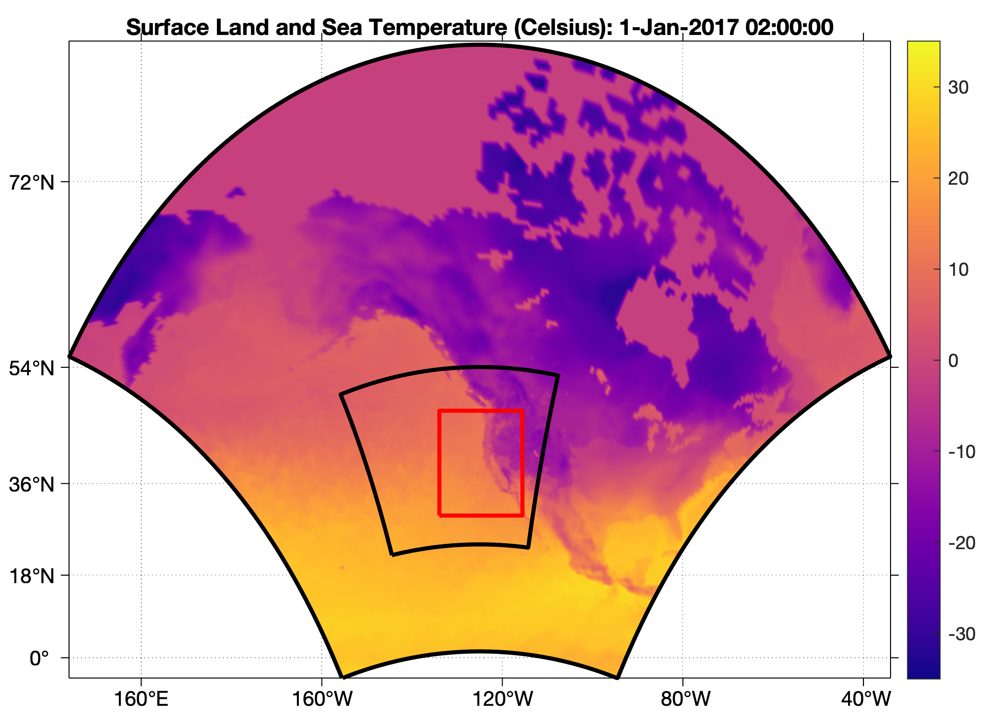 Surface Land and Sea Temperature (Celsius): 1-Jan-2017 02:00:00
72°N
54°N
36°N
18°N
0°
160°E
160°W
120°W
80°W
40°W
30
20
10
0
-10
-20
-30